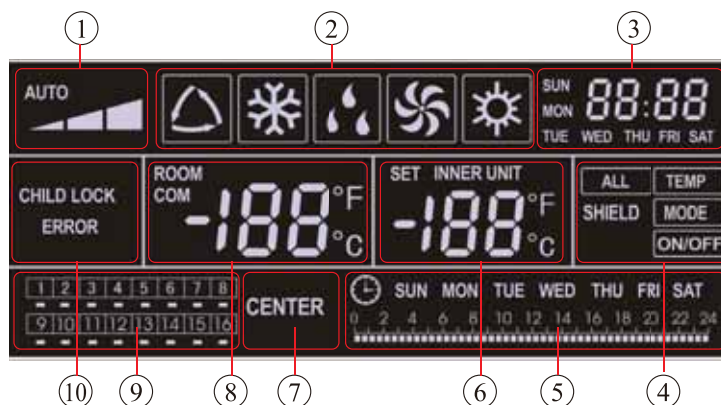 1 2 3
AUTO
SUN
MON
88:88
TUE WED THU FRI SAT
CHILD LOCK
ERROR
ROOM
COM
-188 °F
°C
SET INNER UNIT
-188 °F
°C
ALL TEMP
SHIELD MODE
ON/OFF
1 2 3 4 5 6 7 8
9 10 11 12 13 14 15 16
CENTER
SUN MON TUE WED THU FRI SAT
0 2 4 6 8 10 12 14 16 18 20 22 24
10 9 8 7 6 5 4